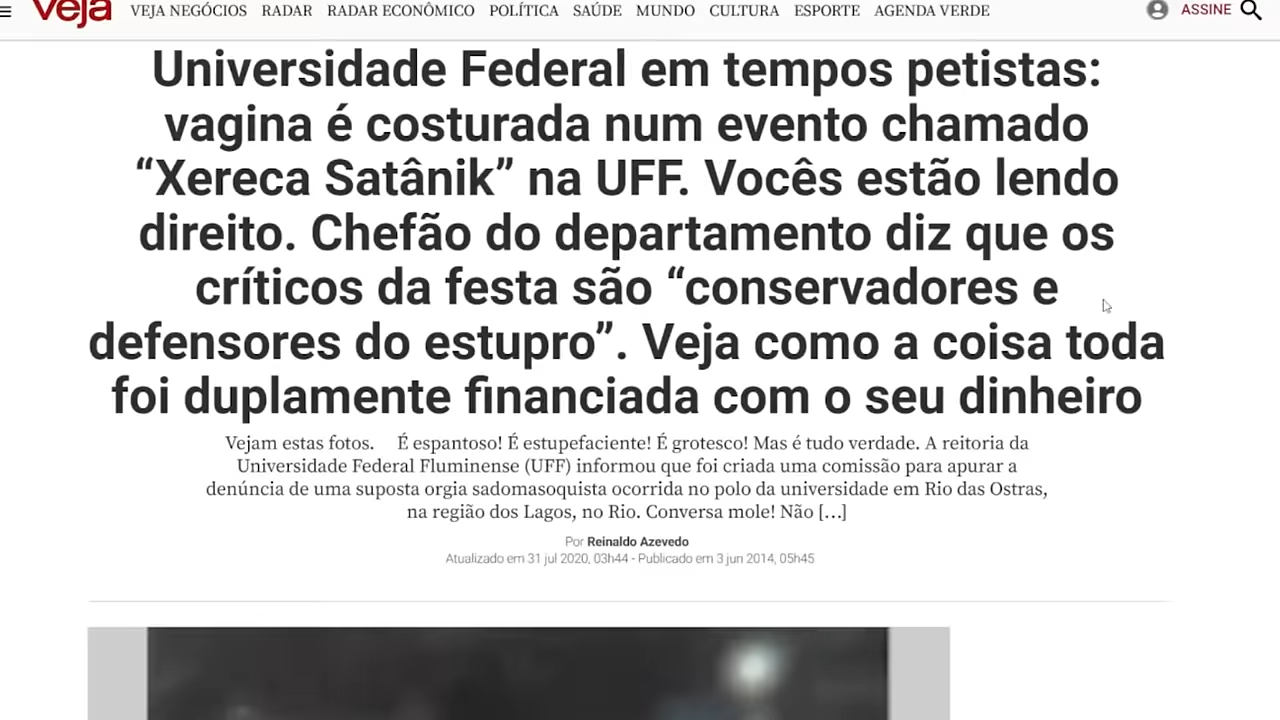 veja
VEJA NEGÓCIOS RADAR RADAR ECONÔMICO POLÍTICA SAÚDE MUNDO CULTURA ESPORTE AGENDA VERDE
ASSINE
Universidade Federal em tempos petistas:
vagina é costurada num evento chamado
“Xereca Satânik” na UFF. Vocês estão lendo
direito. Chefão do departamento diz que os
críticos da festa são “conservadores e
defensores do estupro”. Veja como a coisa toda
foi duplamente financiada com o seu dinheiro
Vejam estas fotos. É espantoso! É estupefaciente! É grotesco! Mas é tudo verdade. A reitoria da
Universidade Federal Fluminense (UFF) informou que foi criada uma comissão para apurar a
denúncia de uma suposta orgia sadomasoquista ocorrida no polo da universidade em Rio das Ostras,
na região dos Lagos, no Rio. Conversa mole! Não [...]
Por Reinaldo Azevedo
Atualizado em 31 jul 2020, 03h44 - Publicado em 3 jun 2014, 05h45